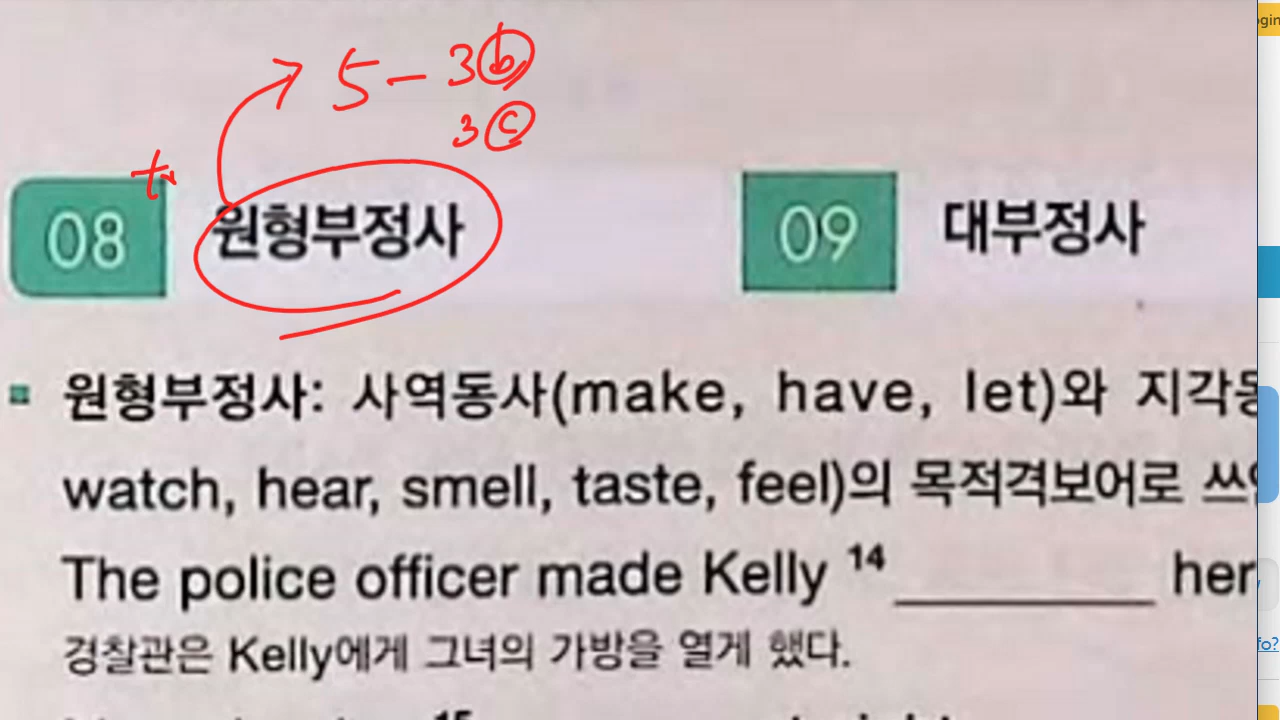 5 - 3ⓑ
3ⓒ
08 원형부정사
09 대부정사
원형부정사: 사역동사(make, have, let)와
watch, hear, smell, taste, feel)의 목적격보어로
The police officer made Kelly 14 ________ her
경찰관은 Kelly에게 그녀의 가방을 열게 했다.